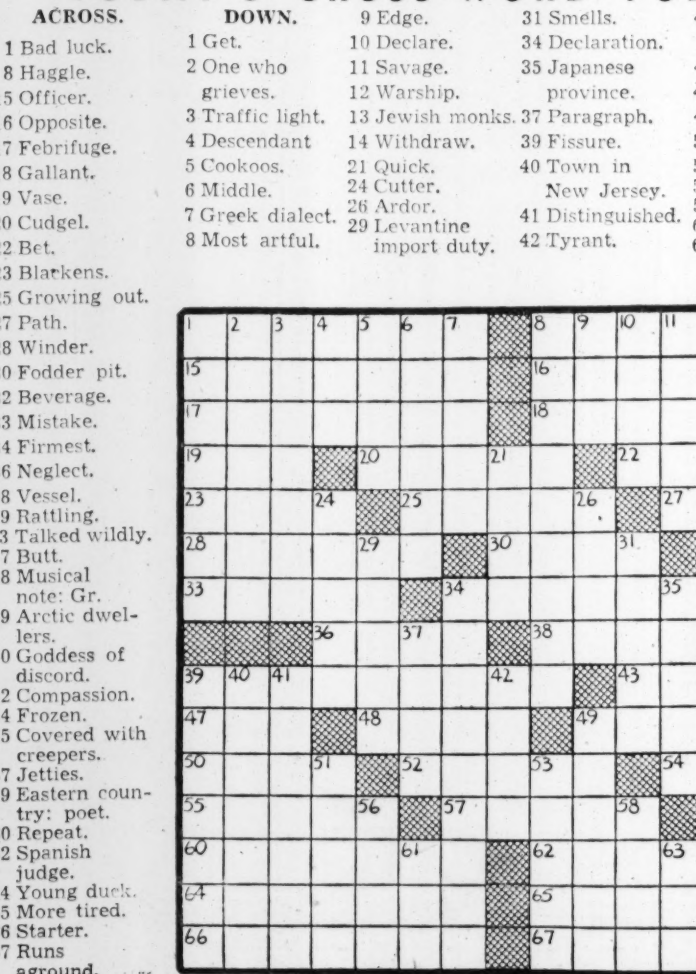 ACROSS.
1 Bad luck.
8 Haggle.
5 Officer.
6 Opposite.
7 Febrifuge.
8 Gallant.
9 Vase.
0 Cudgel.
2 Bet.
3 Blackens.
5 Growing out.
7 Path.
8 Winder.
0 Fodder pit.
2 Beverage.
3 Mistake.
4 Firmest.
6 Neglect.
8 Vessel.
9 Rattling.
3 Talked wildly.
7 Butt.
8 Musical
note: Gr.
9 Arctic dwel-
lers.
0 Goddess of
discord.
2 Compassion.
4 Frozen.
5 Covered with
creepers.
7 Jetties.
9 Eastern coun-
try: poet.
0 Repeat.
2 Spanish
judge.
4 Young duck.
5 More tired.
6 Starter.
7 Runs
aground.
DOWN.
1 Get.
2 One who
grieves.
3 Traffic light.
4 Descendant
5 Cookoos.
6 Middle.
7 Greek dialect.
8 Most artful.
9 Edge.
10 Declare.
11 Savage.
12 Warship.
13 Jewish monks.
14 Withdraw.
21 Quick.
24 Cutter.
26 Ardor.
29 Levantine
import duty.
31 Smells.
34 Declaration.
35 Japanese
province.
37 Paragraph.
39 Fissure.
40 Town in
New Jersey.
41 Distinguished.
42 Tyrant.
1 2 3 4 5 6 7 8 9 10 11
15 16
17 18
19 20 21 22
23 24 25 26 27
28 29 30 31
33 34 35
36 37 38
39 40 41 42 43
47 48 49
50 51 52 53 54
55 56 57 58
60 61 62 63
64 65
66 67